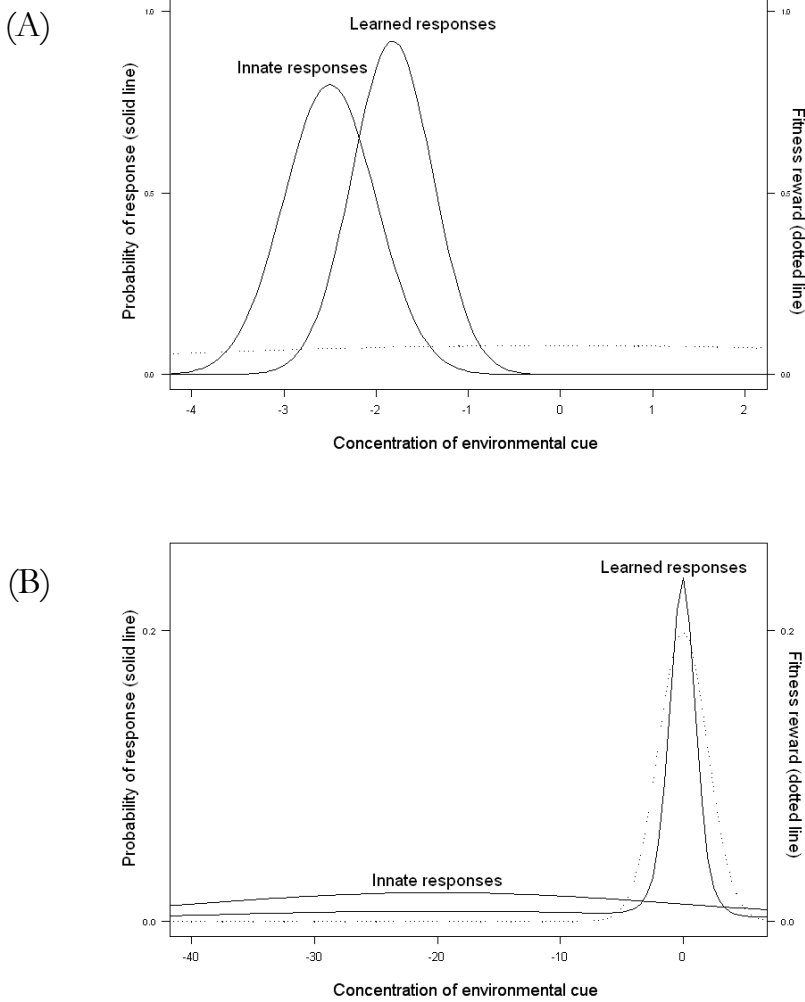 (A)
1.0
1.0
Learned responses
Innate responses
Probability of response (solid line)
Fitness reward (dotted line)
0.5
0.5
0.0
0.0
-4
-3
-2
-1
0
1
2
Concentration of environmental cue
(B)
Learned responses
0.2
0.2
Probability of response (solid line)
Fitness reward (dotted line)
Innate responses
0.0
0.0
-40
-30
-20
-10
0
Concentration of environmental cue